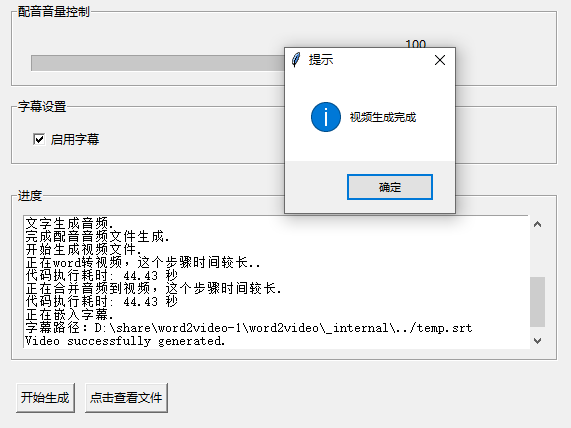 配音音量控制
100
提示
视频生成完成
确定
字幕设置
启用字幕
进度
文字生成音频.
完成配音音频文件生成.
开始生成视频文件.
正在word转视频，这个步骤时间较长..
代码执行耗时: 44.43 秒
正在合并音频到视频，这个步骤时间较长.
代码执行耗时: 44.43 秒
正在嵌入字幕.
字幕路径：D:\share\word2video-1\word2video\_internal\../temp.srt
Video successfully generated.
开始生成
点击查看文件